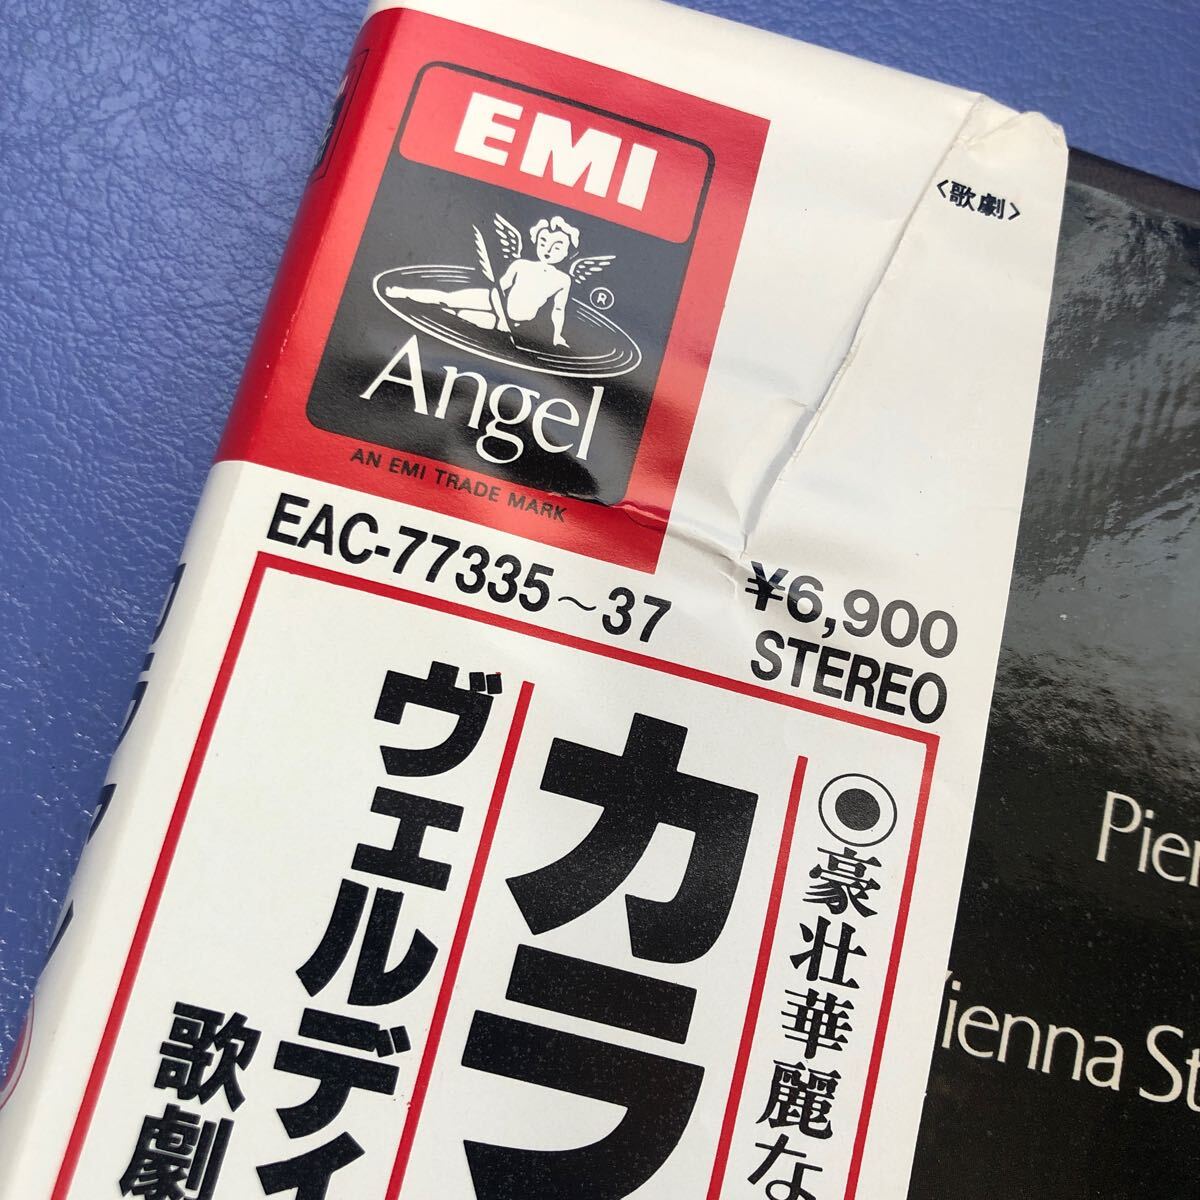 EMI
Angel
AN EMI TRADE MARK
〈歌劇〉
EAC-77335～37
¥6,900
STEREO
◉豪壮華麗な
カラ
ヴェルディ
歌劇
Pier
ienna St